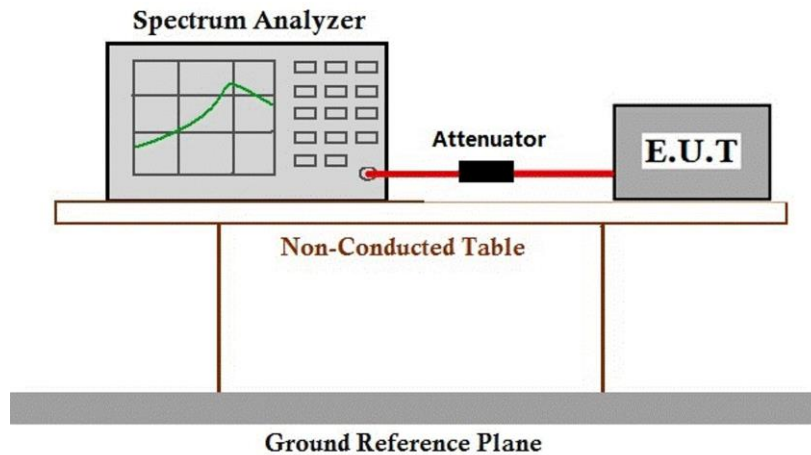 Spectrum Analyzer
Attenuator
E.U.T
Non-Conducted Table
Ground Reference Plane